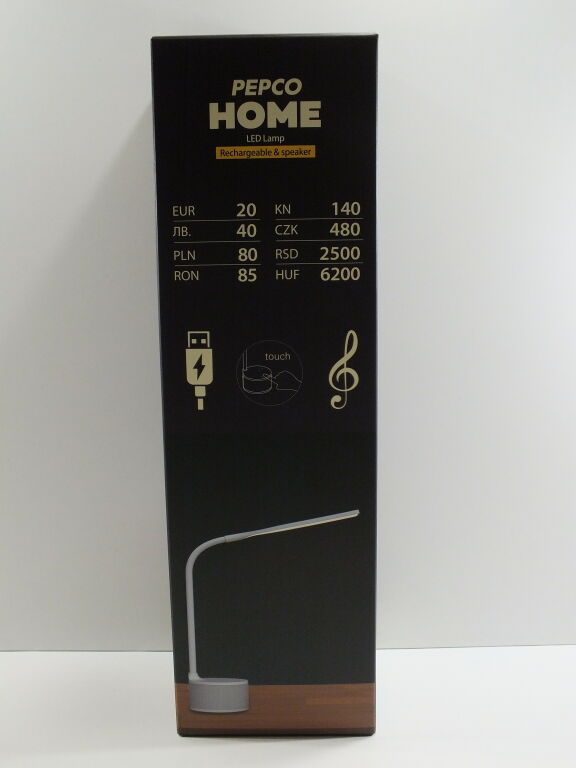 PEPCO
HOME
LED Lamp
Rechargeable & speaker
EUR 20 KN 140
ЛВ. 40 CZK 480
PLN 80 RSD 2500
RON 85 HUF 6200
touch